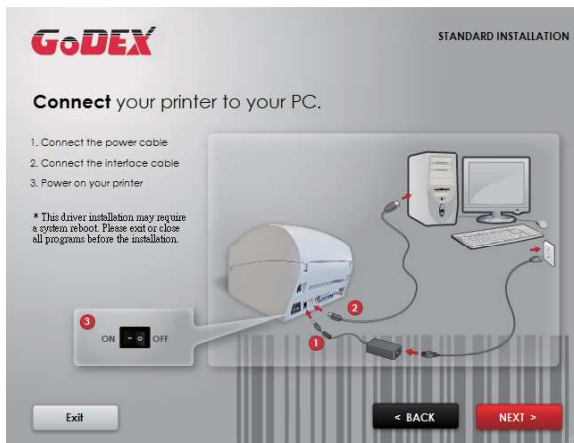 GoDEX
STANDARD INSTALLATION
Connect your printer to your PC.
1. Connect the power cable
2. Connect the interface cable
3. Power on your printer
* This driver installation may require
a system reboot. Please exit or close
all programs before the installation.
3
ON - o OFF
2
1
Exit
< BACK
NEXT >